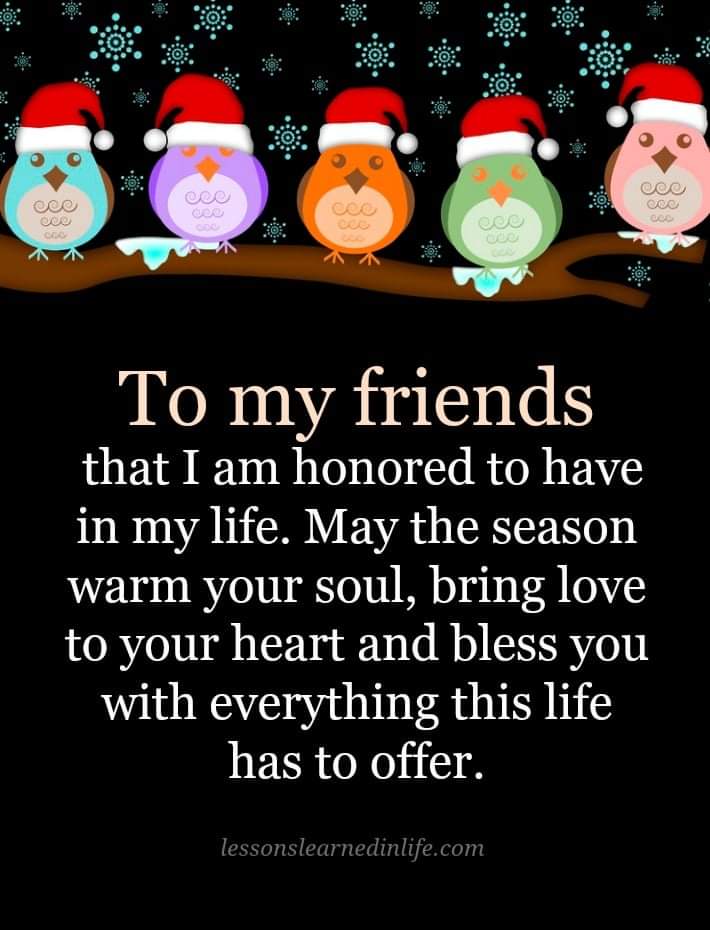 To my friends
that I am honored to have
in my life. May the season
warm your soul, bring love
to your heart and bless you
with everything this life
has to offer.
lessonslearnedinlife.com